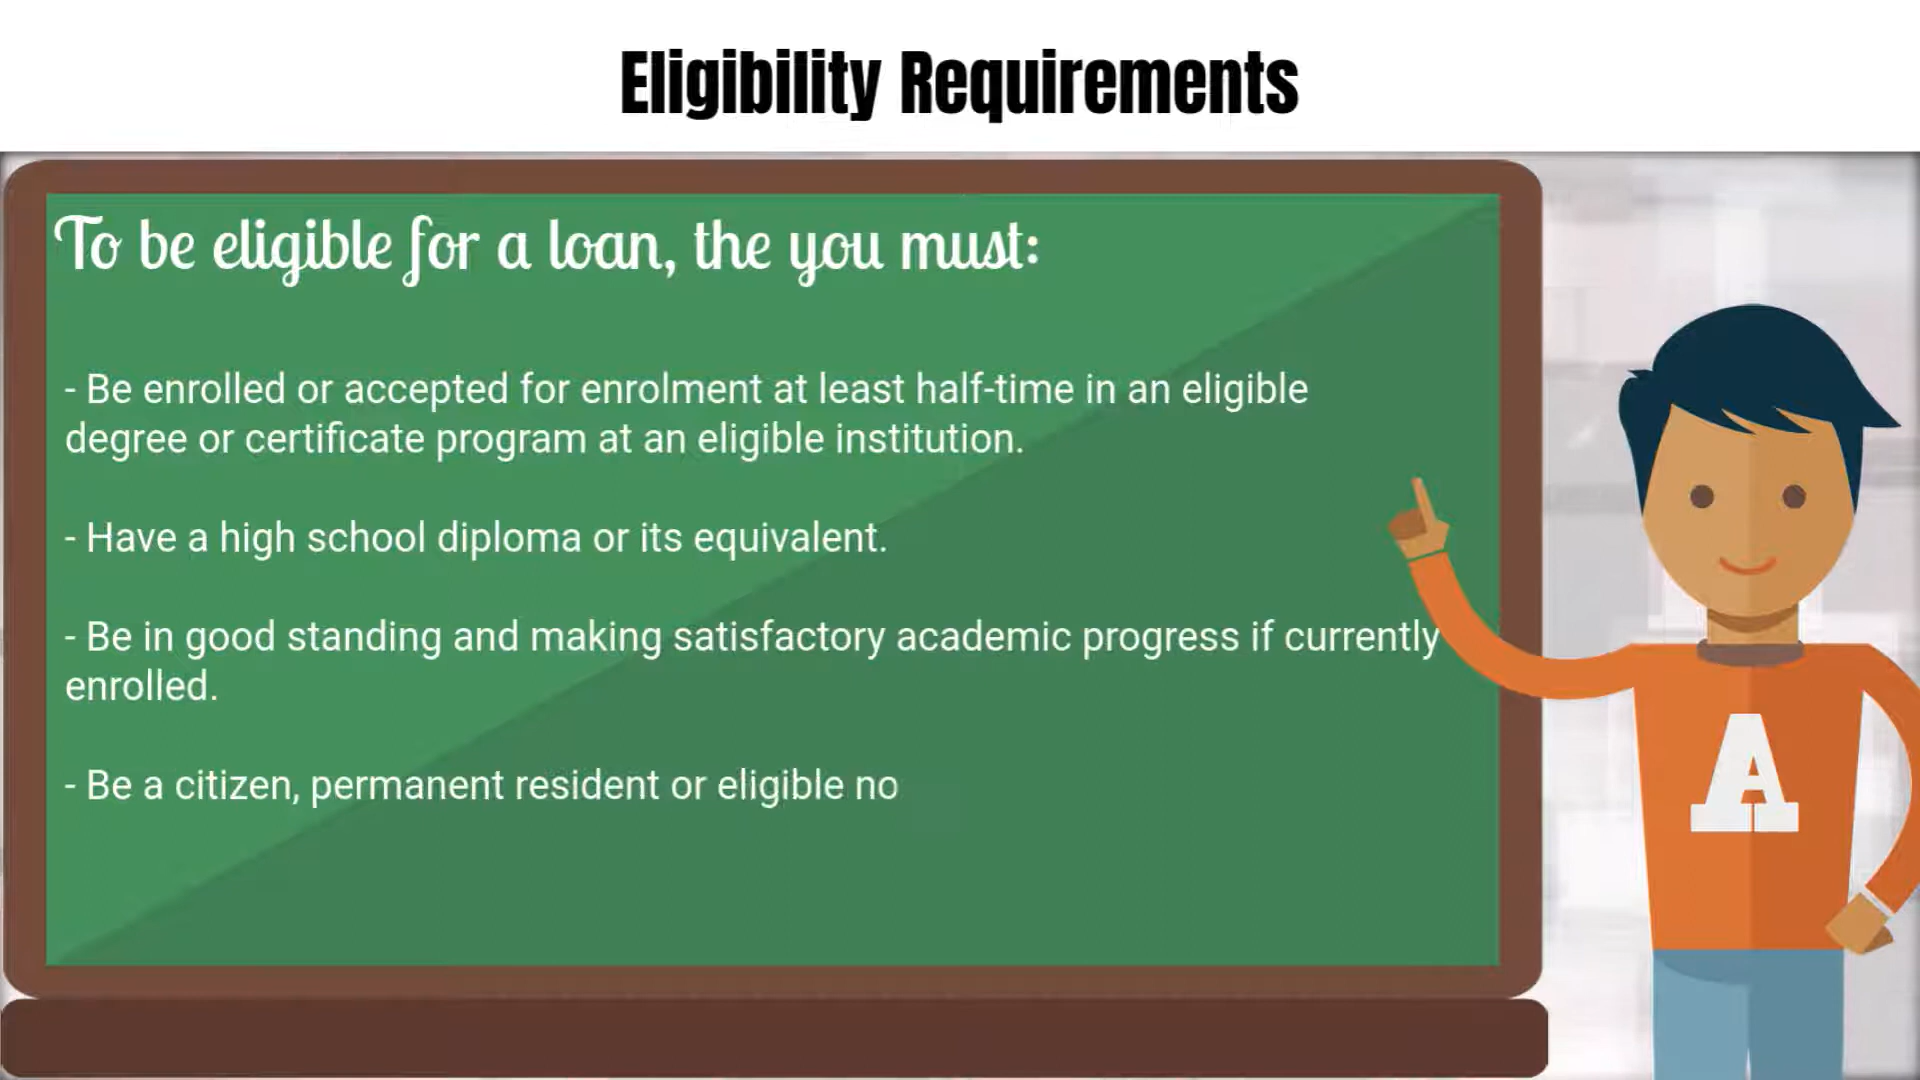 Eligibility Requirements
To be eligible for a loan, the you must:
- Be enrolled or accepted for enrolment at least half-time in an eligible
degree or certificate program at an eligible institution.
- Have a high school diploma or its equivalent.
- Be in good standing and making satisfactory academic progress if currently
enrolled.
- Be a citizen, permanent resident or eligible no
A